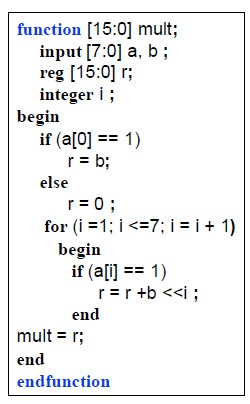 function [15:0] mult;
input [7:0] a, b ;
reg [15:0] r;
integer i ;
begin
if (a[0] == 1)
r = b;
else
r = 0 ;
for (i =1; i <=7; i = i + 1)
begin
if (a[i] == 1)
r = r +b <<i ;
end
mult = r;
end
endfunction